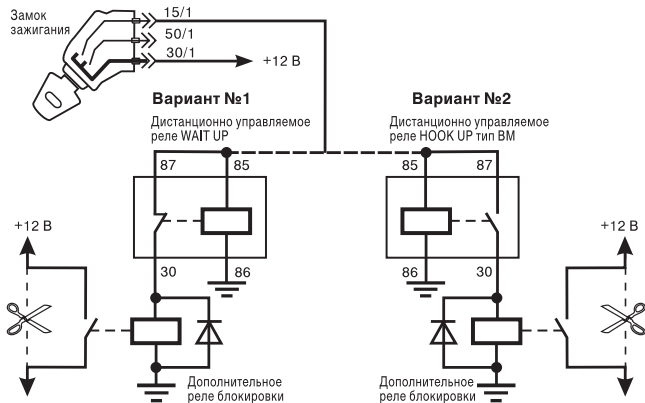 Замок
зажигания
15/1
50/1
30/1
+12 В
Вариант №1
Дистанционно управляемое
реле WAIT UP
Вариант №2
Дистанционно управляемое
реле HOOK UP тип ВМ
87
85
85
87
+12 В
+12 В
30
86
86
30
Дополнительное
реле блокировки
Дополнительное
реле блокировки